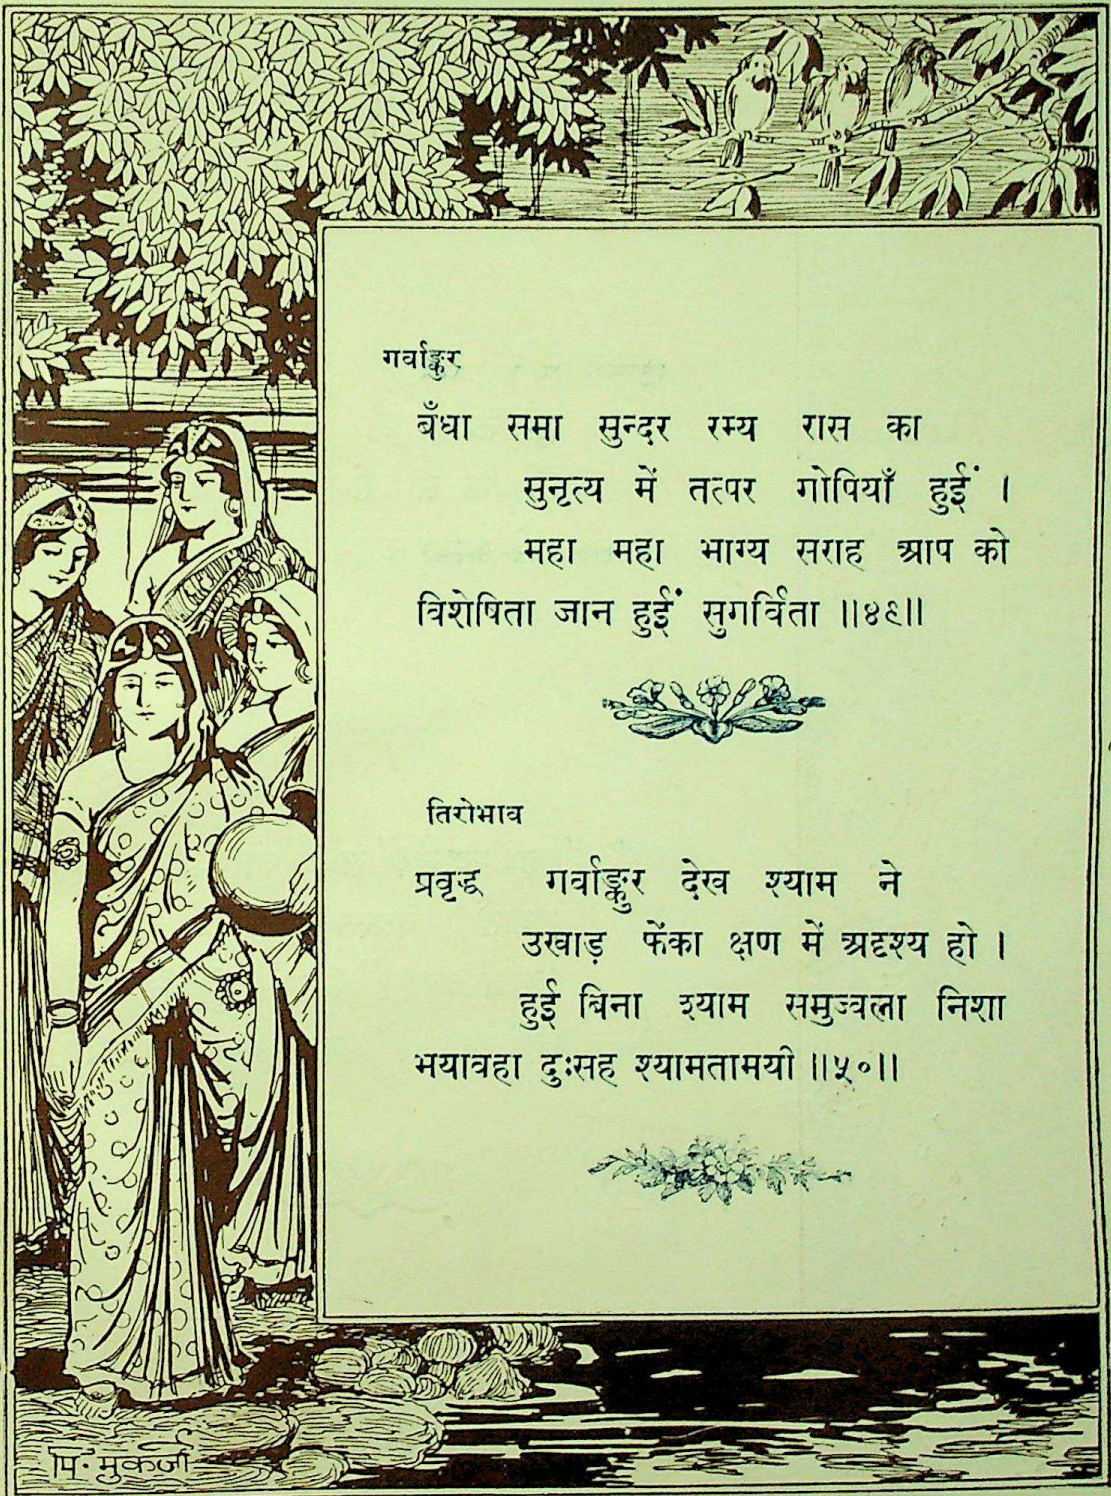 गर्वाङ्कुर
बँधा समा सुन्दर रम्य रास का
सुनृत्य में तत्पर गोपियाँ हुईं ।
महा महा भाग्य सराह आप को
विशेषिता जान हुईं सुगर्विता ॥४९॥
तिरोभाव
प्रवृद्ध गर्वाङ्कुर देख श्याम ने
उखाड़ फेंका क्षण में अदृश्य हो ।
हुई बिना श्याम समुज्वला निशा
भयावहा दुःसह श्यामतामयी ॥५०॥
पि. मुकर्जी